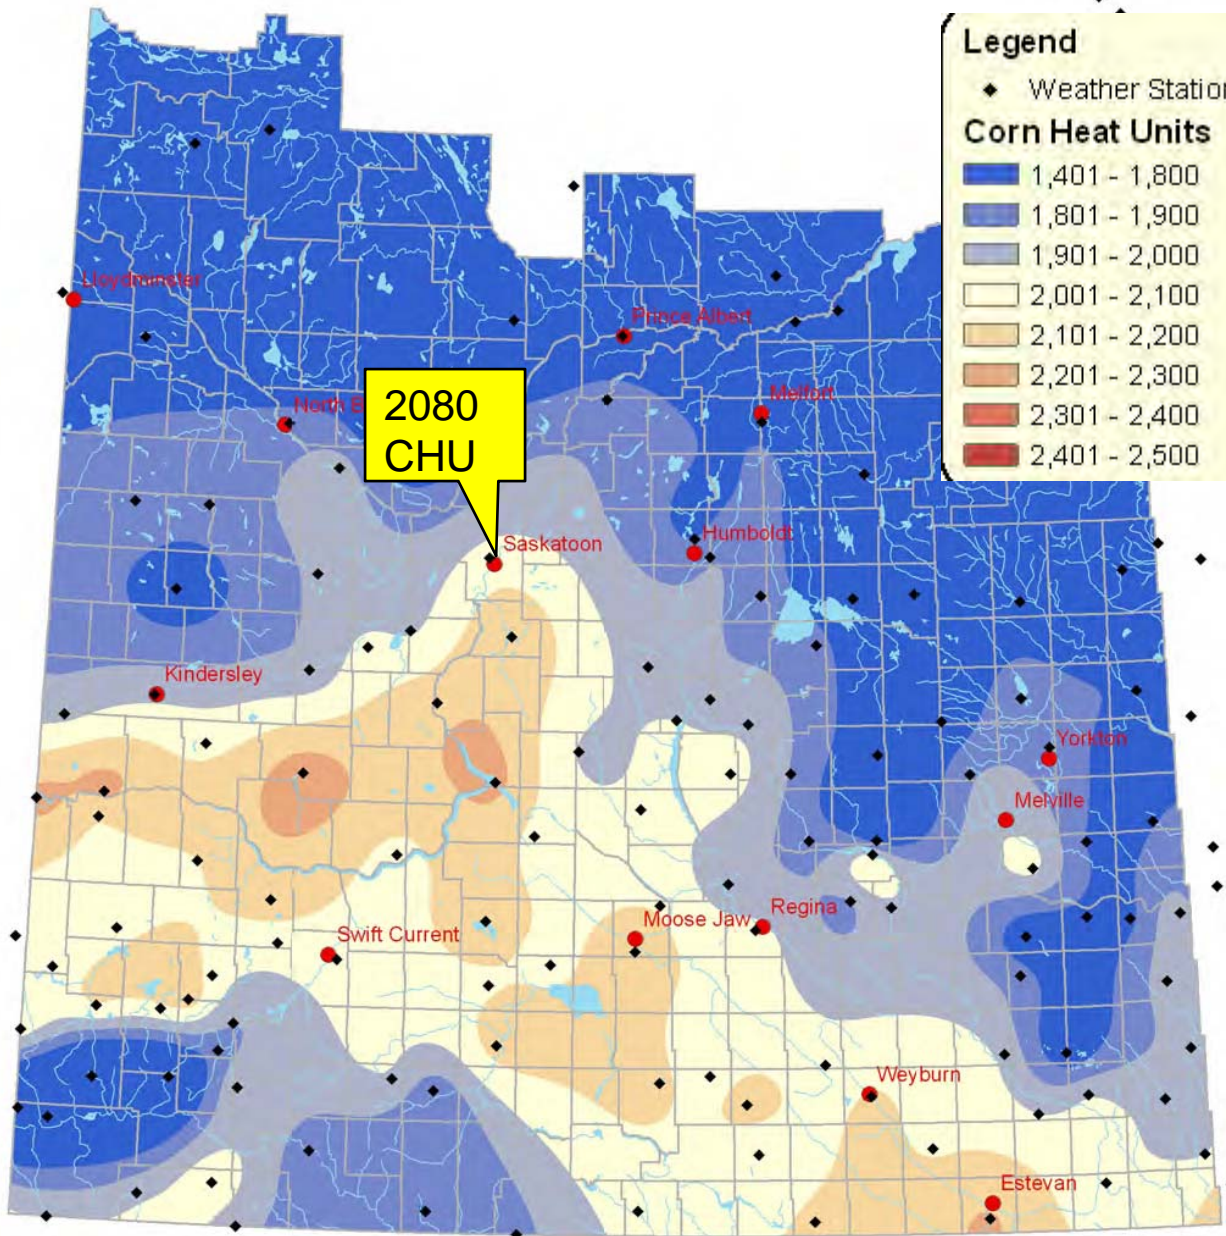 Legend
Weather Station
Corn Heat Units
1,401 - 1,800
1,801 - 1,900
1,901 - 2,000
2,001 - 2,100
2,101 - 2,200
2,201 - 2,300
2,301 - 2,400
2,401 - 2,500
Lloydminster
Prince Albert
North B
2080
CHU
Melfort
Saskatoon
Humboldt
Kindersley
Yorkton
Melville
Swift Current
Moose Jaw
Regina
Weyburn
Estevan